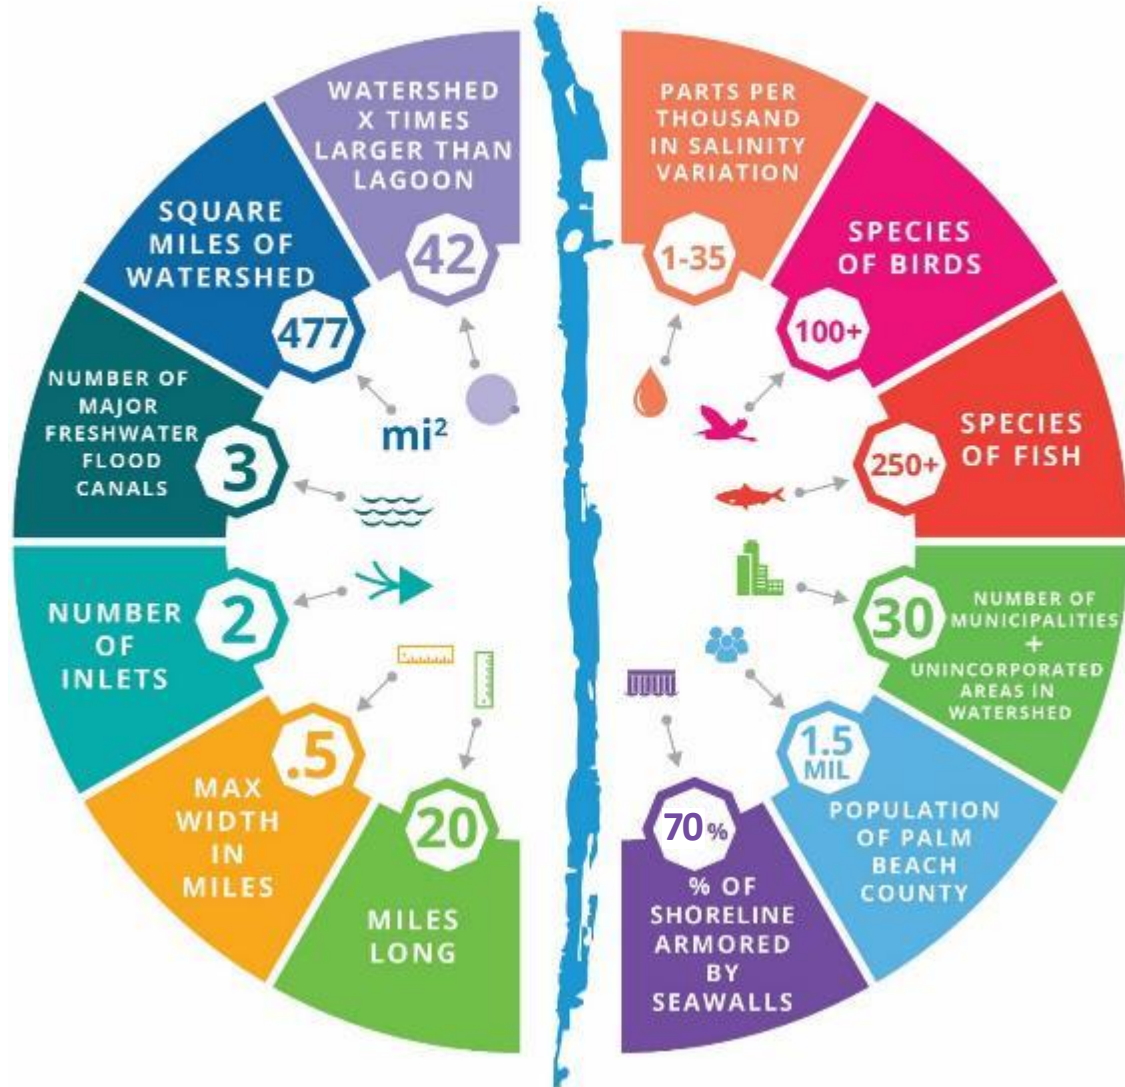 WATERSHED
X TIMES
LARGER THAN
LAGOON
42
SQUARE
MILES OF
WATERSHED
477
mi²
NUMBER OF
MAJOR
FRESHWATER
FLOOD
CANALS
3
NUMBER
OF
INLETS
2
MAX
WIDTH
IN
MILES
.5
20
MILES
LONG
PARTS PER
THOUSAND
IN SALINITY
VARIATION
1-35
SPECIES
OF BIRDS
100+
SPECIES
OF FISH
250+
30
NUMBER OF
MUNICIPALITIES
+
UNINCORPORATED
AREAS IN
WATERSHED
1.5
MIL
POPULATION
OF PALM
BEACH
COUNTY
70%
% OF
SHORELINE
ARMORED
BY
SEAWALLS